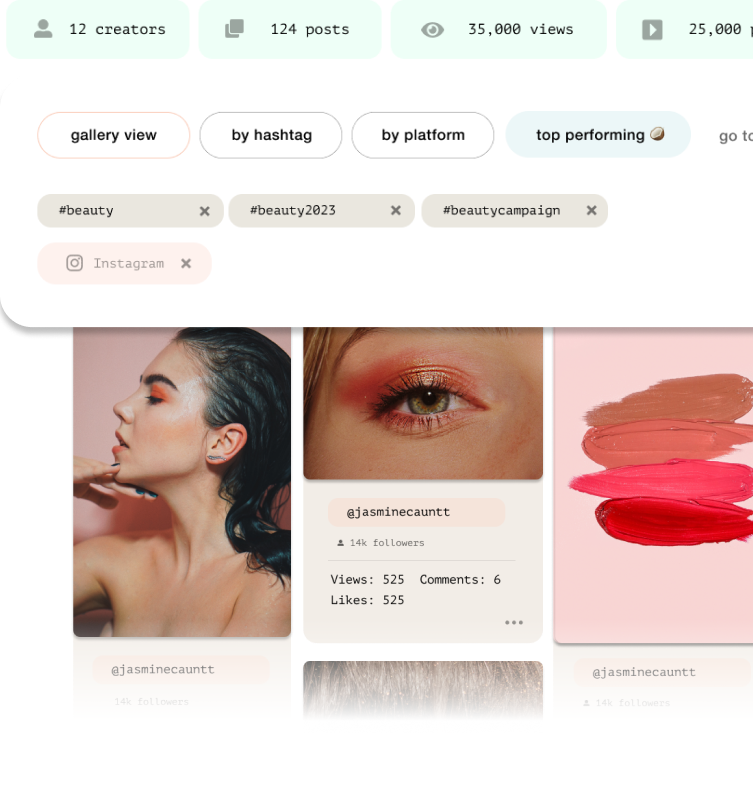 12 creators
124 posts
35,000 views
25,000
gallery view
by hashtag
by platform
top performing 🥥
go to
#beauty
#beauty2023
#beautycampaign
Instagram
@jasminecauntt
14k followers
Views: 525 Comments: 6
Likes: 525
@jasminecauntt
14k followers
@jasminecauntt
14k followers